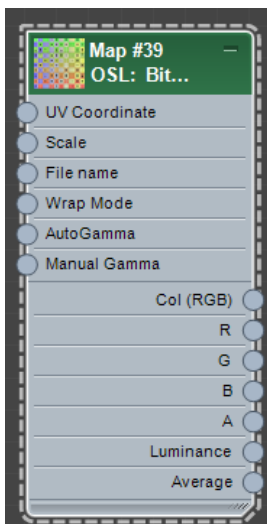 Map #39
OSL: Bit...
UV Coordinate
Scale
File name
Wrap Mode
AutoGamma
Manual Gamma
Col (RGB)
R
G
B
A
Luminance
Average